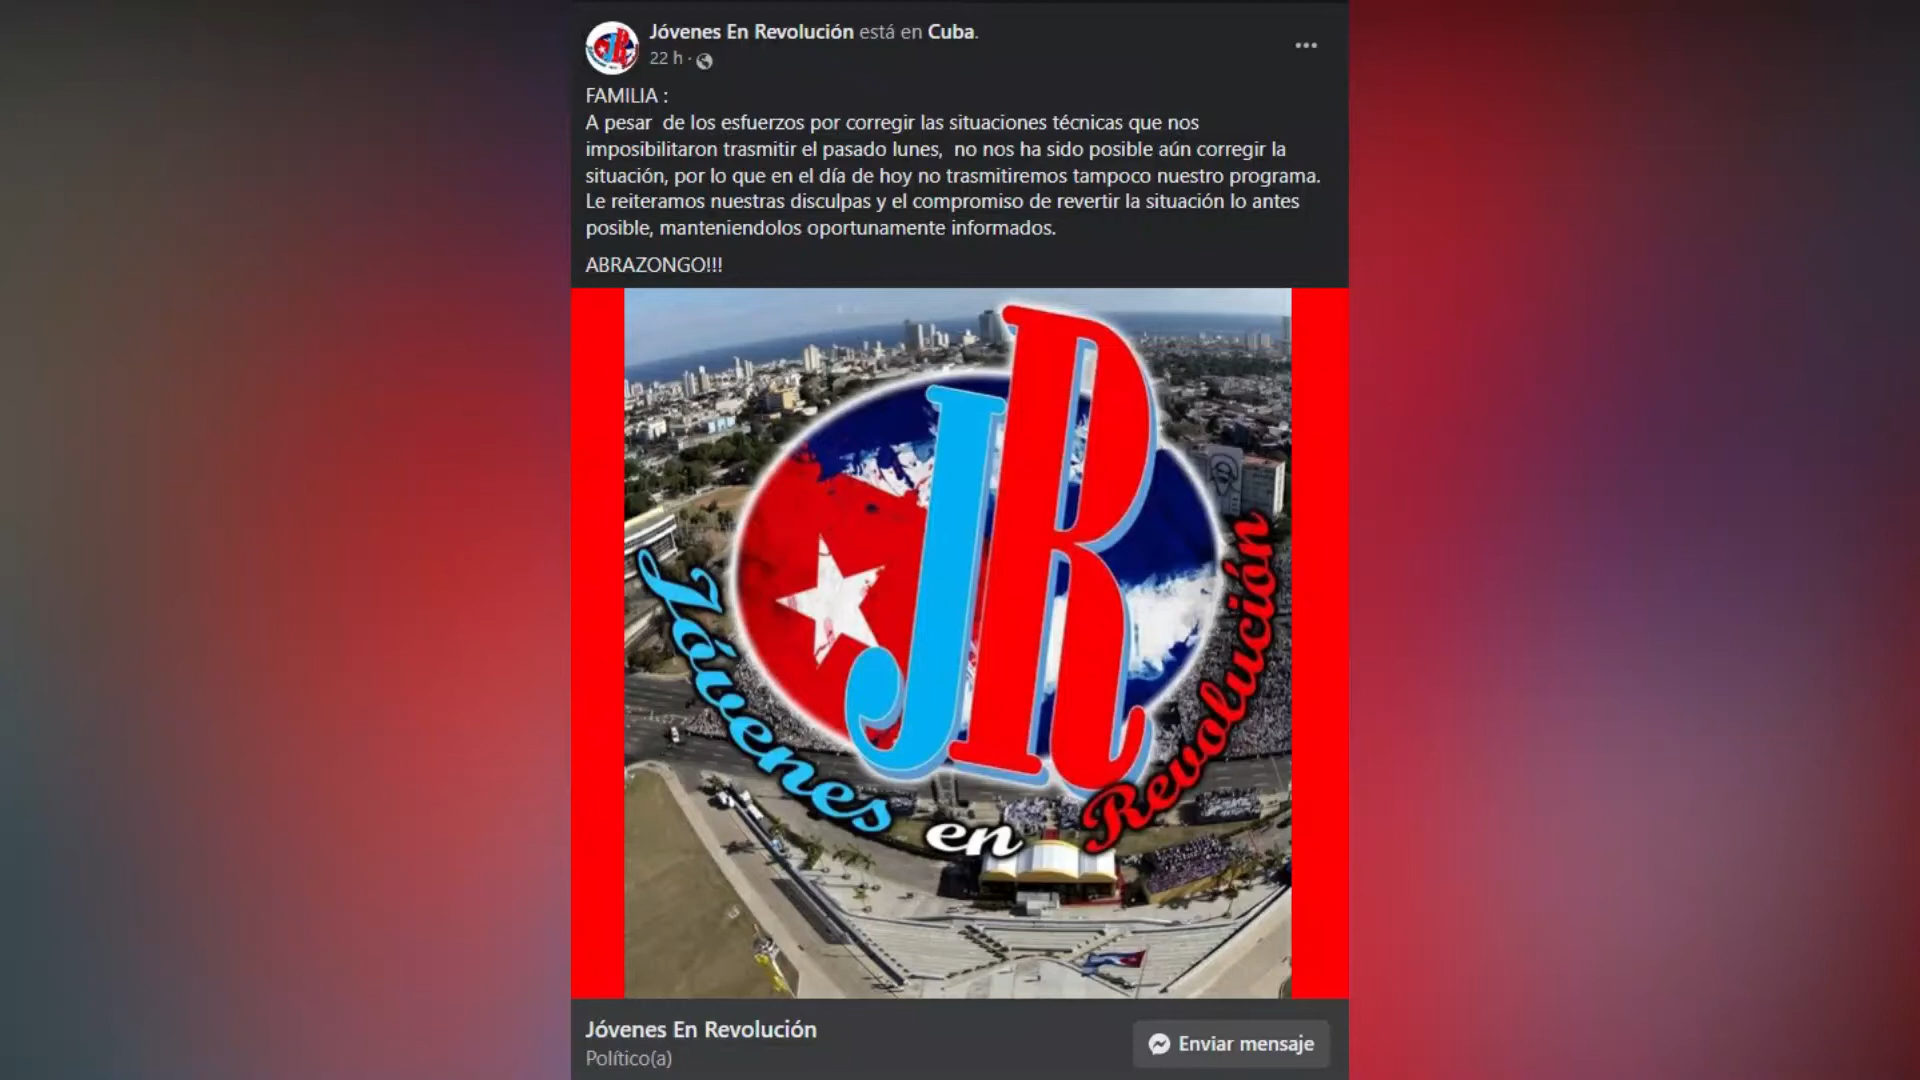 Jóvenes En Revolución está en Cuba.
22 h ·
FAMILIA :
A pesar  de los esfuerzos por corregir las situaciones técnicas que nos
imposibilitaron trasmitir el pasado lunes,  no nos ha sido posible aún corregir la
situación, por lo que en el día de hoy no trasmitiremos tampoco nuestro programa.
Le reiteramos nuestras disculpas y el compromiso de revertir la situación lo antes
posible, manteniendolos oportunamente informados.
ABRAZONGO!!!
JR
Jóvenes en Revolución
Jóvenes En Revolución
Político(a)
Enviar mensaje